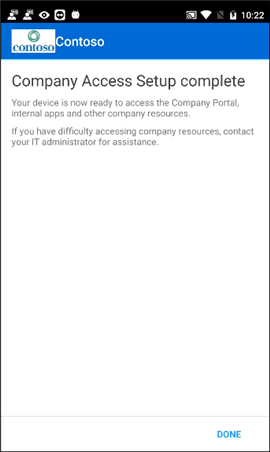 10:22
contoso Contoso
Company Access Setup complete
Your device is now ready to access the Company Portal,
internal apps and other company resources.
If you have difficulty accessing company resources, contact
your IT administrator for assistance.
DONE